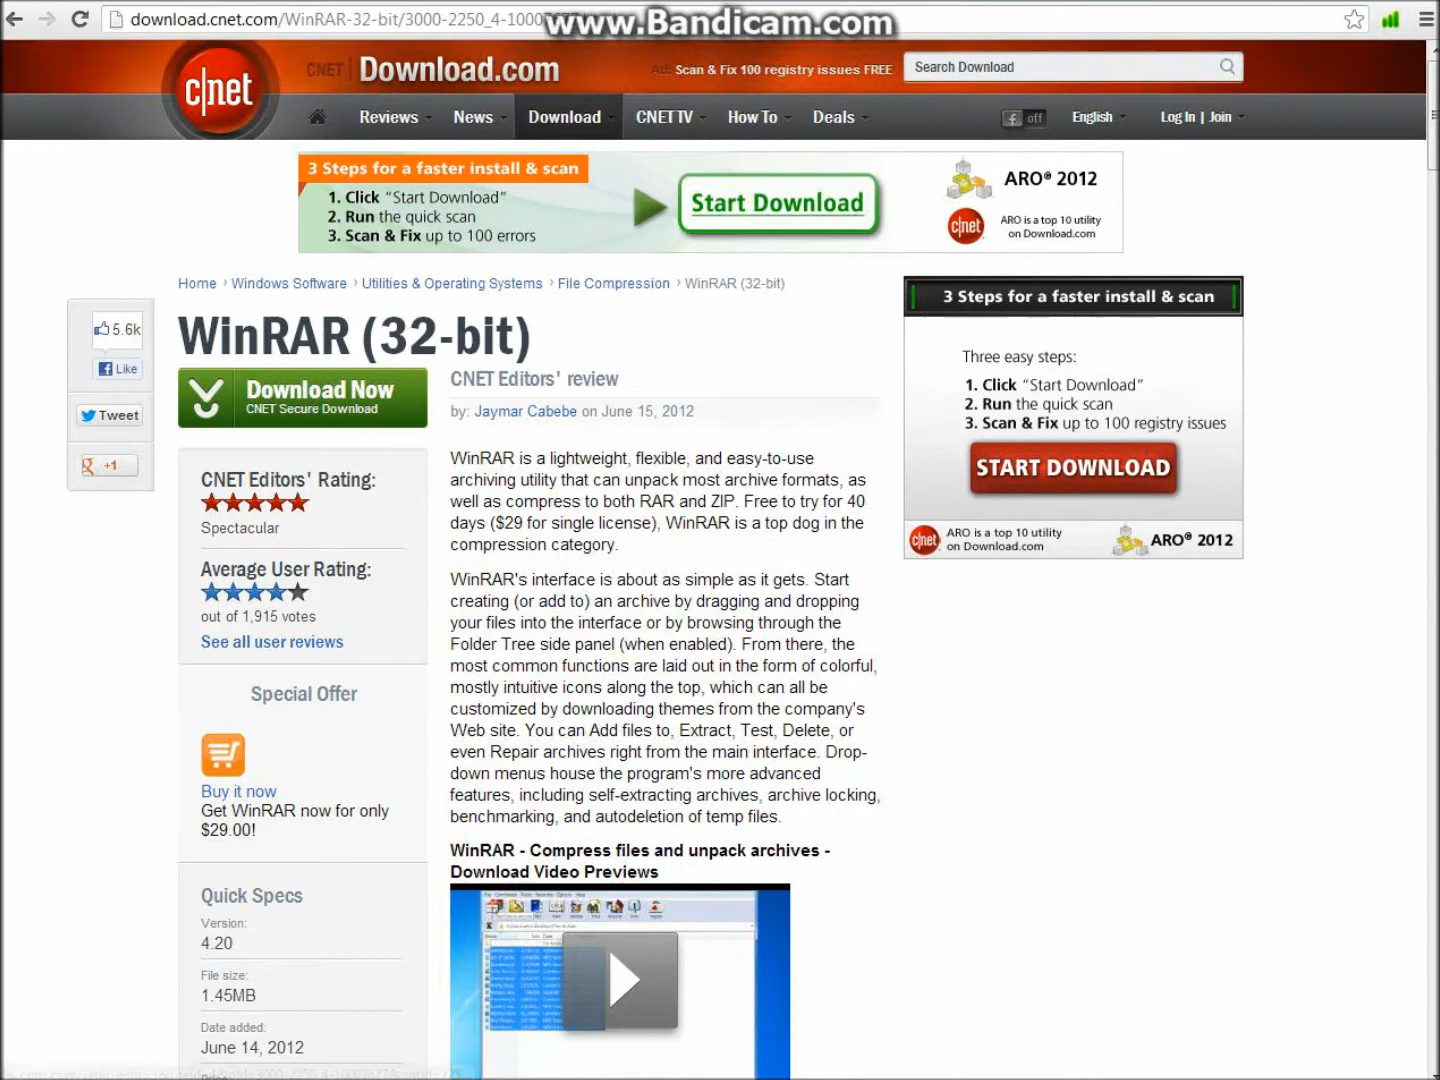 download.cnet.com/WinRAR-32-bit/3000-2250_4-1000
www.Bandicam.com
c|net
CNET
Download.com
Ad: Scan & Fix 100 registry issues FREE
Search Download
Reviews
News
Download
CNET TV
How To
Deals
f off
English
Log In | Join
3 Steps for a faster install & scan
1. Click “Start Download”
2. Run the quick scan
3. Scan & Fix up to 100 errors
Start Download
ARO® 2012
c|net
ARO is a top 10 utility
on Download.com
Home › Windows Software › Utilities & Operating Systems › File Compression › WinRAR (32-bit)
5.6k
Like
Tweet
+1
WinRAR (32-bit)
Download Now
CNET Secure Download
CNET Editors' Rating:
Spectacular
Average User Rating:
out of 1,915 votes
See all user reviews
Special Offer
Buy it now
Get WinRAR now for only
$29.00!
Quick Specs
Version:
4.20
File size:
1.45MB
Date added:
June 14, 2012
CNET Editors' review
by: Jaymar Cabebe on June 15, 2012
WinRAR is a lightweight, flexible, and easy-to-use
archiving utility that can unpack most archive formats, as
well as compress to both RAR and ZIP. Free to try for 40
days ($29 for single license), WinRAR is a top dog in the
compression category.
WinRAR's interface is about as simple as it gets. Start
creating (or add to) an archive by dragging and dropping
your files into the interface or by browsing through the
Folder Tree side panel (when enabled). From there, the
most common functions are laid out in the form of colorful,
mostly intuitive icons along the top, which can all be
customized by downloading themes from the company's
Web site. You can Add files to, Extract, Test, Delete, or
even Repair archives right from the main interface. Drop-
down menus house the program's more advanced
features, including self-extracting archives, archive locking,
benchmarking, and autodeletion of temp files.
WinRAR - Compress files and unpack archives -
Download Video Previews
3 Steps for a faster install & scan
Three easy steps:
1. Click “Start Download”
2. Run the quick scan
3. Scan & Fix up to 100 registry issues
START DOWNLOAD
c|net
ARO is a top 10 utility
on Download.com
ARO® 2012